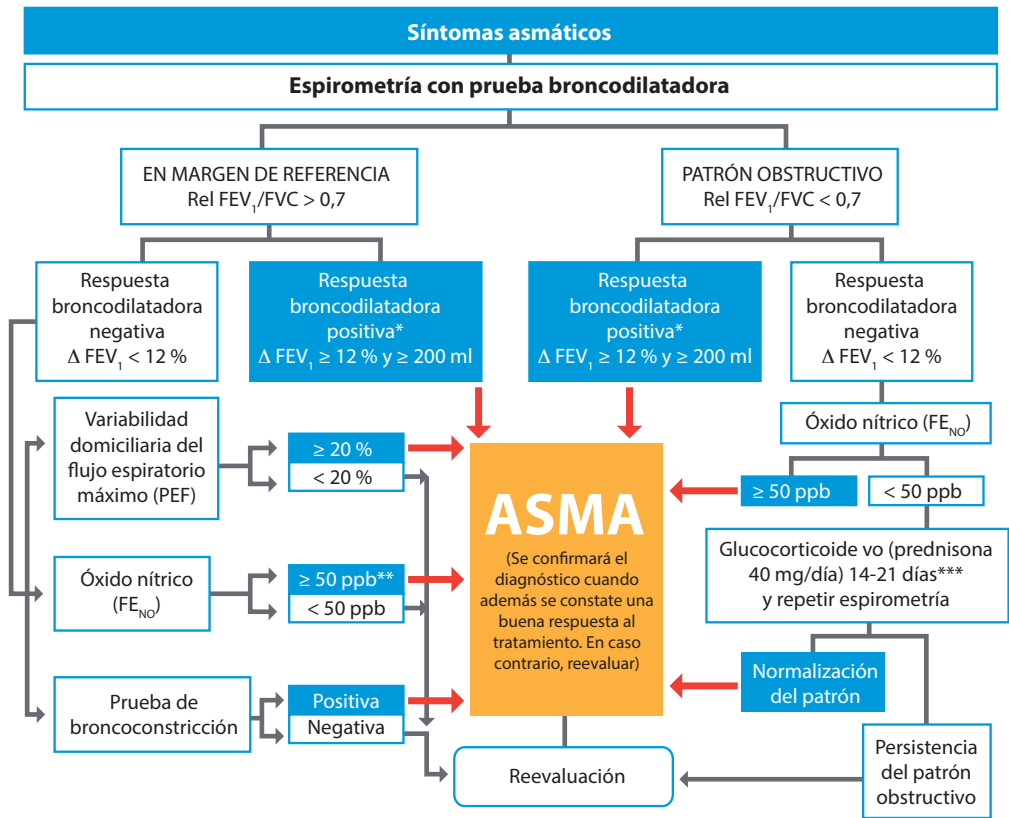 Síntomas asmáticos
Espirometría con prueba broncodilatadora
EN MARGEN DE REFERENCIA
Rel FEV₁/FVC > 0,7
PATRÓN OBSTRUCTIVO
Rel FEV₁/FVC < 0,7
Respuesta
broncodilatadora
negativa
Δ FEV₁ < 12 %
Respuesta
broncodilatadora
positiva*
Δ FEV₁ ≥ 12 % y ≥ 200 ml
Respuesta
broncodilatadora
positiva*
Δ FEV₁ ≥ 12 % y ≥ 200 ml
Respuesta
broncodilatadora
negativa
Δ FEV₁ < 12 %
Variabilidad
domiciliaria del
flujo espiratorio
máximo (PEF)
≥ 20 %
< 20 %
Óxido nítrico
(FE_NO)
≥ 50 ppb**
< 50 ppb
Prueba de
broncoconstricción
Positiva
Negativa
ASMA
(Se confirmará el
diagnóstico cuando
además se constate una
buena respuesta al
tratamiento. En caso
contrario, reevaluar)
Óxido nítrico (FE_NO)
≥ 50 ppb
< 50 ppb
Glucocorticoide vo (prednisona
40 mg/día) 14-21 días***
y repetir espirometría
Normalización
del patrón
Persistencia
del patrón
obstructivo
Reevaluación